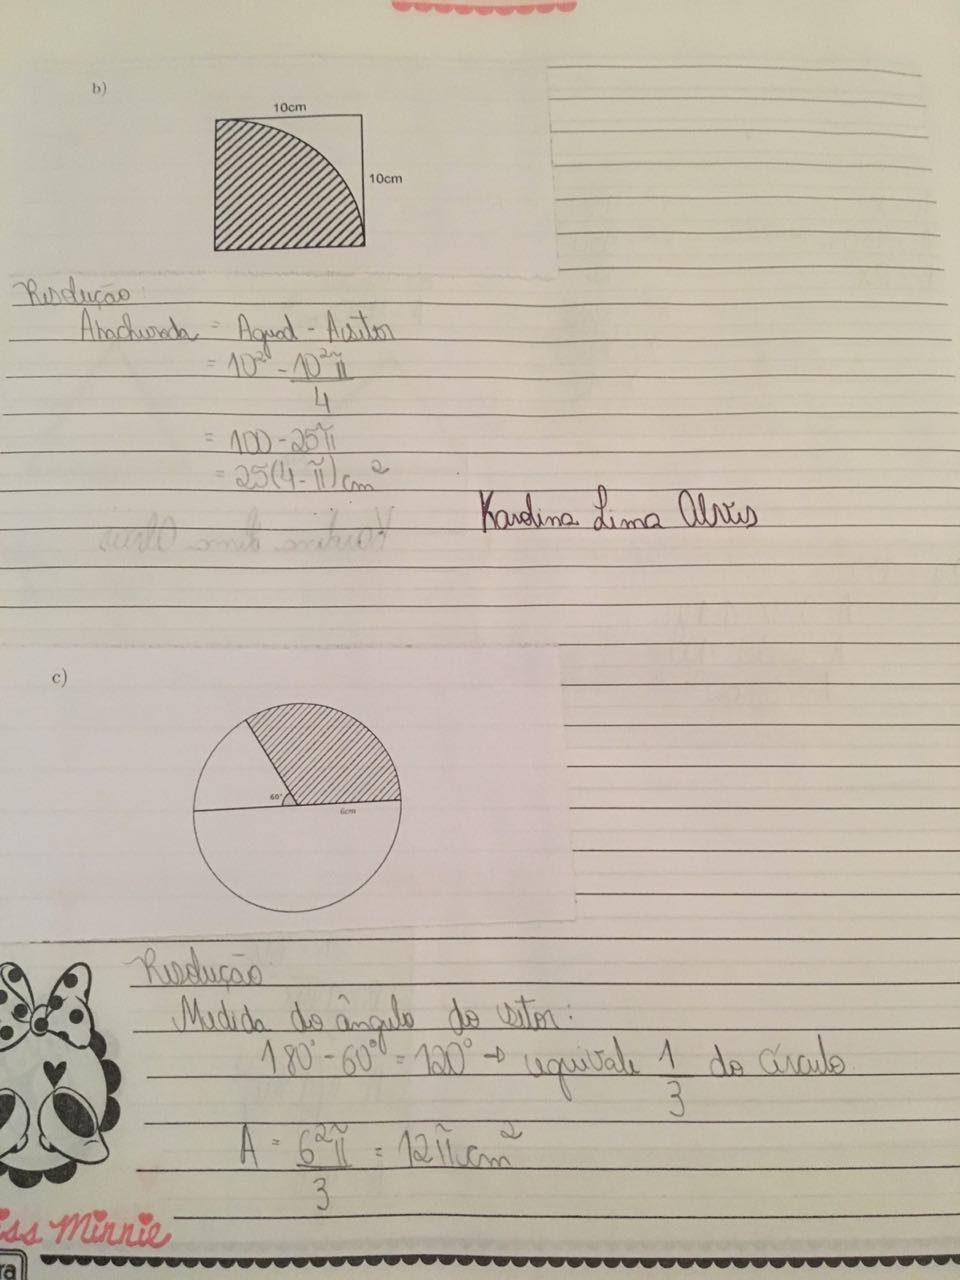 b)
10cm
10cm
Resolução:
Ahachurada = Aquad - Asetor
= 10² - 10²π
4
= 100 - 25π
= 25(4-π)cm²
Karolina Lima Alves
c)
60°
6cm
Resolução:
Medida do ângulo do setor:
180° - 60° = 120° → equivale 1 do círculo.
3
A = 6²π = 12π cm²
3
iss Minnie
ra